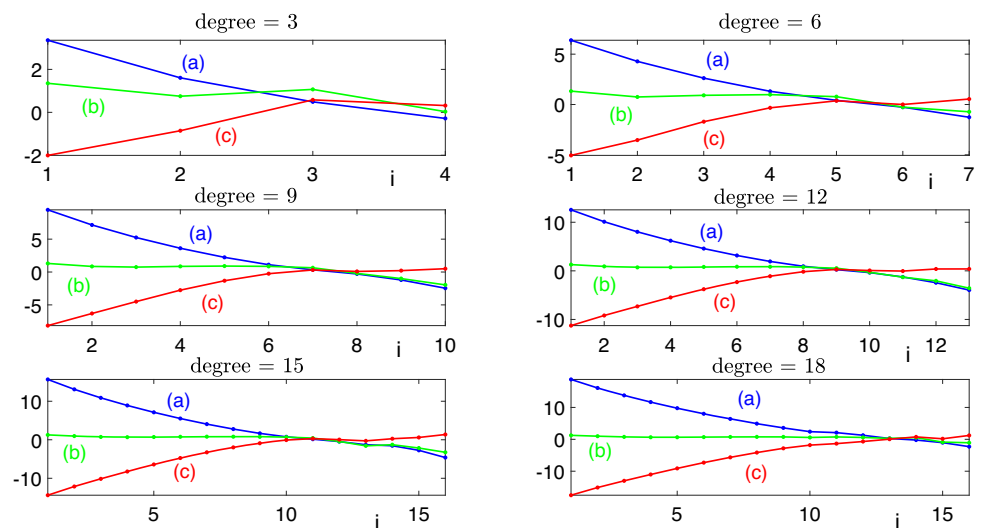 degree = 3
2
0
-2
(a)
(b)
(c)
1 2 3 i 4
degree = 6
5
0
-5
(a)
(b)
(c)
1 2 3 4 5 6 i 7
degree = 9
5
0
-5
(a)
(b)
(c)
2 4 6 8 i 10
degree = 12
10
0
-10
(a)
(b)
(c)
2 4 6 8 10 i 12
degree = 15
10
0
-10
(a)
(b)
(c)
5 10 i 15
degree = 18
10
0
-10
(a)
(b)
(c)
5 10 i 15